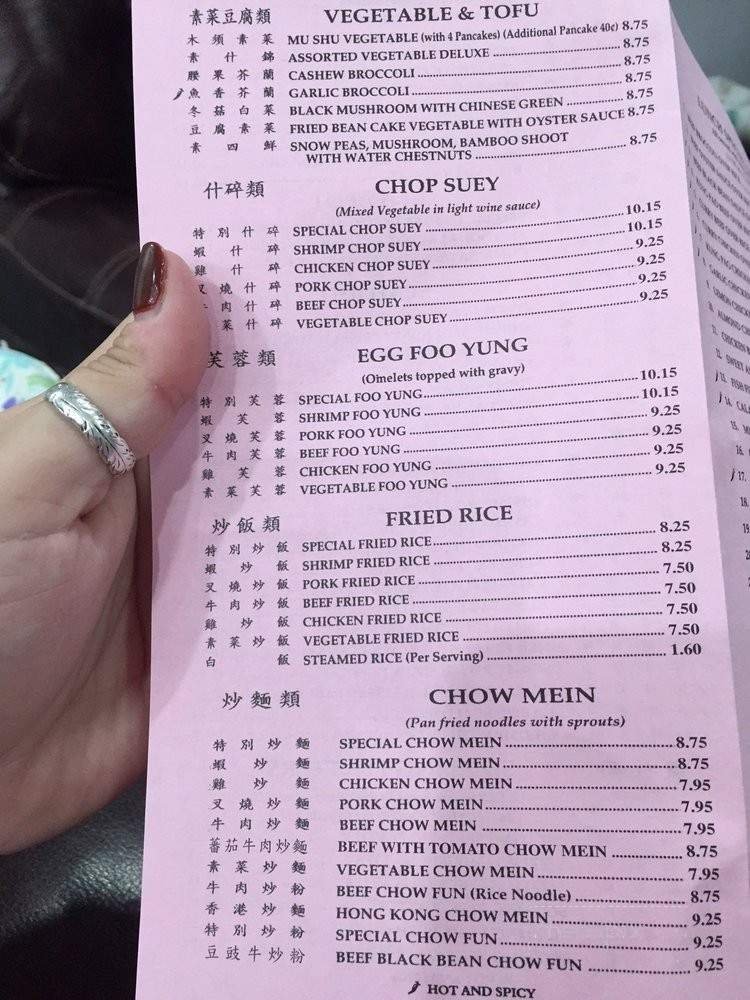 素菜豆腐類 VEGETABLE & TOFU
木須素菜 MU SHU VEGETABLE (with 4 Pancakes) (Additional Pancake 40¢) 8.75
素什錦 ASSORTED VEGETABLE DELUXE 8.75
腰果芥蘭 CASHEW BROCCOLI 8.75
魚香芥蘭 GARLIC BROCCOLI 8.75
冬菇白菜 BLACK MUSHROOM WITH CHINESE GREEN 8.75
豆腐素菜 FRIED BEAN CAKE VEGETABLE WITH OYSTER SAUCE 8.75
素四鮮 SNOW PEAS, MUSHROOM, BAMBOO SHOOT
WITH WATER CHESTNUTS 8.75
什碎類 CHOP SUEY
(Mixed Vegetable in light wine sauce)
特別什碎 SPECIAL CHOP SUEY 10.15
蝦什碎 SHRIMP CHOP SUEY 10.15
雞什碎 CHICKEN CHOP SUEY 9.25
叉燒什碎 PORK CHOP SUEY 9.25
牛肉什碎 BEEF CHOP SUEY 9.25
菜什碎 VEGETABLE CHOP SUEY 9.25
芙蓉類 EGG FOO YUNG
(Omelets topped with gravy)
特別芙蓉 SPECIAL FOO YUNG 10.15
蝦芙蓉 SHRIMP FOO YUNG 10.15
叉燒芙蓉 PORK FOO YUNG 9.25
牛肉芙蓉 BEEF FOO YUNG 9.25
雞芙蓉 CHICKEN FOO YUNG 9.25
素菜芙蓉 VEGETABLE FOO YUNG 9.25
炒飯類 FRIED RICE
特別炒飯 SPECIAL FRIED RICE 8.25
蝦炒飯 SHRIMP FRIED RICE 8.25
叉燒炒飯 PORK FRIED RICE 7.50
牛肉炒飯 BEEF FRIED RICE 7.50
雞炒飯 CHICKEN FRIED RICE 7.50
素菜炒飯 VEGETABLE FRIED RICE 7.50
白飯 STEAMED RICE (Per Serving) 1.60
炒麵類 CHOW MEIN
(Pan fried noodles with sprouts)
特別炒麵 SPECIAL CHOW MEIN 8.75
蝦炒麵 SHRIMP CHOW MEIN 8.75
雞炒麵 CHICKEN CHOW MEIN 7.95
叉燒炒麵 PORK CHOW MEIN 7.95
牛肉炒麵 BEEF CHOW MEIN 7.95
蕃茄牛肉炒麵 BEEF WITH TOMATO CHOW MEIN 8.75
素菜炒麵 VEGETABLE CHOW MEIN 7.95
牛肉炒粉 BEEF CHOW FUN (Rice Noodle) 8.75
香港炒麵 HONG KONG CHOW MEIN 9.25
特別炒粉 SPECIAL CHOW FUN 9.25
豆豉牛炒粉 BEEF BLACK BEAN CHOW FUN 9.25
HOT AND SPICY